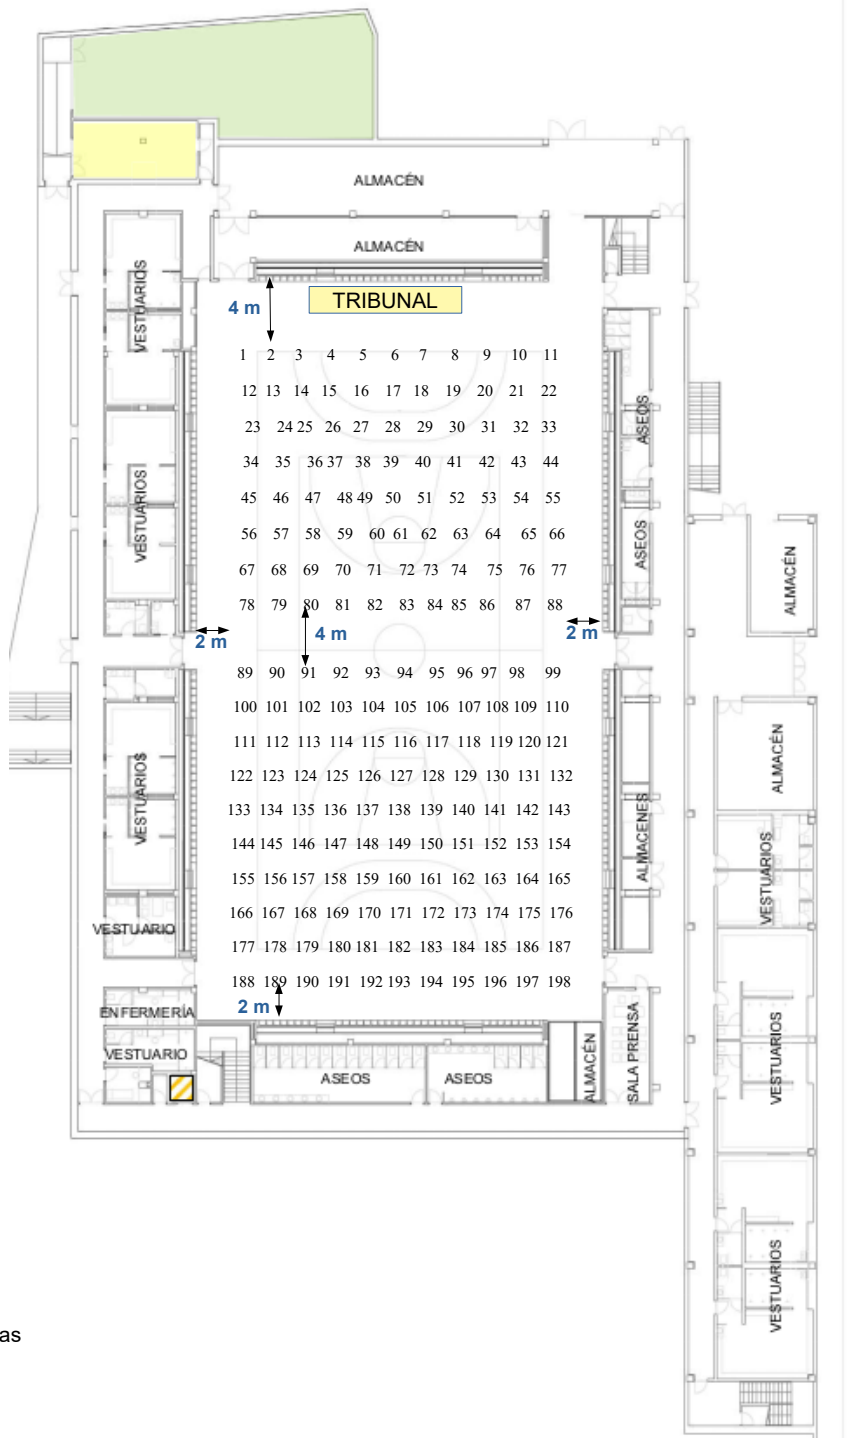 ALMACÉN
ALMACÉN
VESTUARIOS
4 m
TRIBUNAL
1 2 3 4 5 6 7 8 9 10 11
12 13 14 15 16 17 18 19 20 21 22
ASEOS
23 24 25 26 27 28 29 30 31 32 33
34 35 36 37 38 39 40 41 42 43 44
VESTUARIOS
45 46 47 48 49 50 51 52 53 54 55
56 57 58 59 60 61 62 63 64 65 66
ASEOS
ALMACÉN
67 68 69 70 71 72 73 74 75 76 77
78 79 80 81 82 83 84 85 86 87 88
2 m
4 m
2 m
89 90 91 92 93 94 95 96 97 98 99
100 101 102 103 104 105 106 107 108 109 110
111 112 113 114 115 116 117 118 119 120 121
ALMACÉN
122 123 124 125 126 127 128 129 130 131 132
VESTUARIOS
133 134 135 136 137 138 139 140 141 142 143
ALMACENES
144 145 146 147 148 149 150 151 152 153 154
155 156 157 158 159 160 161 162 163 164 165
VESTUARIOS
166 167 168 169 170 171 172 173 174 175 176
VESTUARIO
177 178 179 180 181 182 183 184 185 186 187
188 189 190 191 192 193 194 195 196 197 198
2 m
ENFERMERÍA
VESTUARIO
ASEOS
ASEOS
ALMACÉN
SALA PRENSA
VESTUARIOS
VESTUARIOS
as